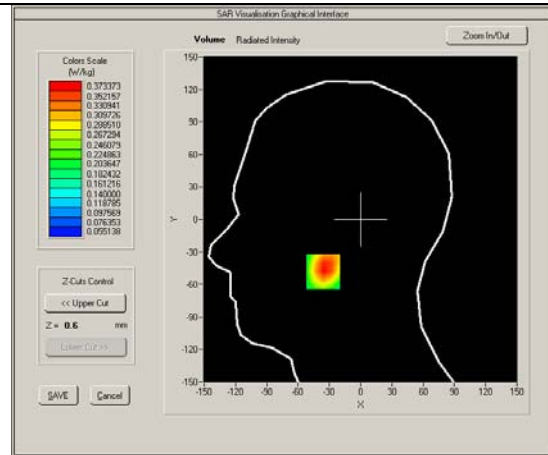 SAR Visualisation Graphical Interface
Volume Radiated Intensity
Zoom In/Out
Colors Scale
(W/kg)
0.373373
0.352157
0.330941
0.309726
0.288510
0.267294
0.246079
0.224863
0.203647
0.182432
0.161216
0.140000
0.118785
0.097569
0.076353
0.055138
Z-Cuts Control
<< Upper Cut
Z = 0.6 mm
Lower Cut >>
SAVE Cancel
150
120
90
60
30
0
-30
-60
-90
-120
-150
Y
-150 -120 -90 -60 -30 0 30 60 90 120 150
X